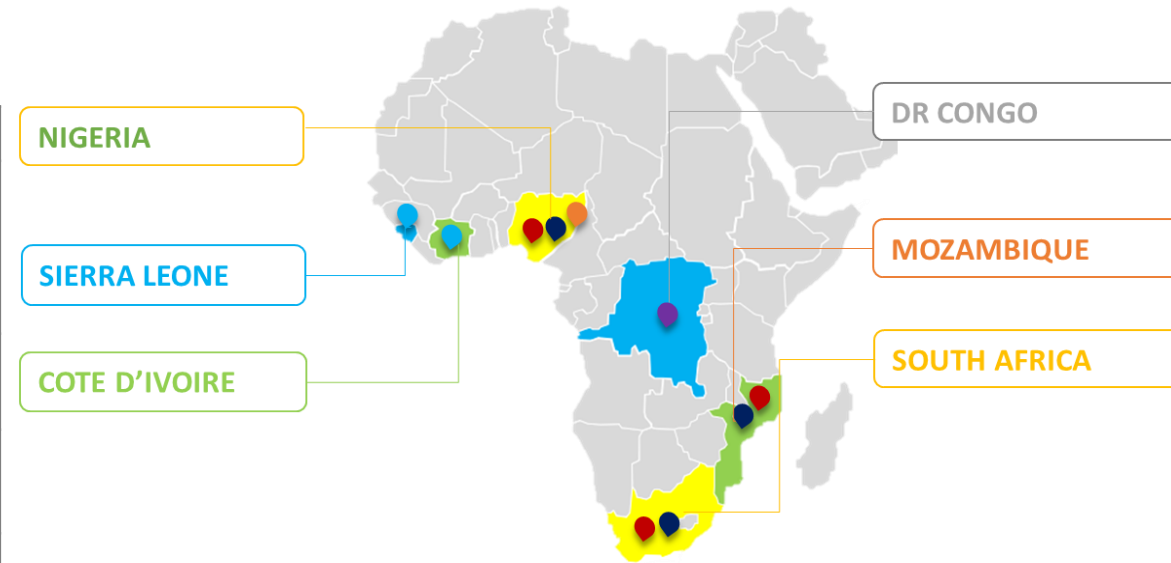 NIGERIA
SIERRA LEONE
COTE D’IVOIRE
DR CONGO
MOZAMBIQUE
SOUTH AFRICA